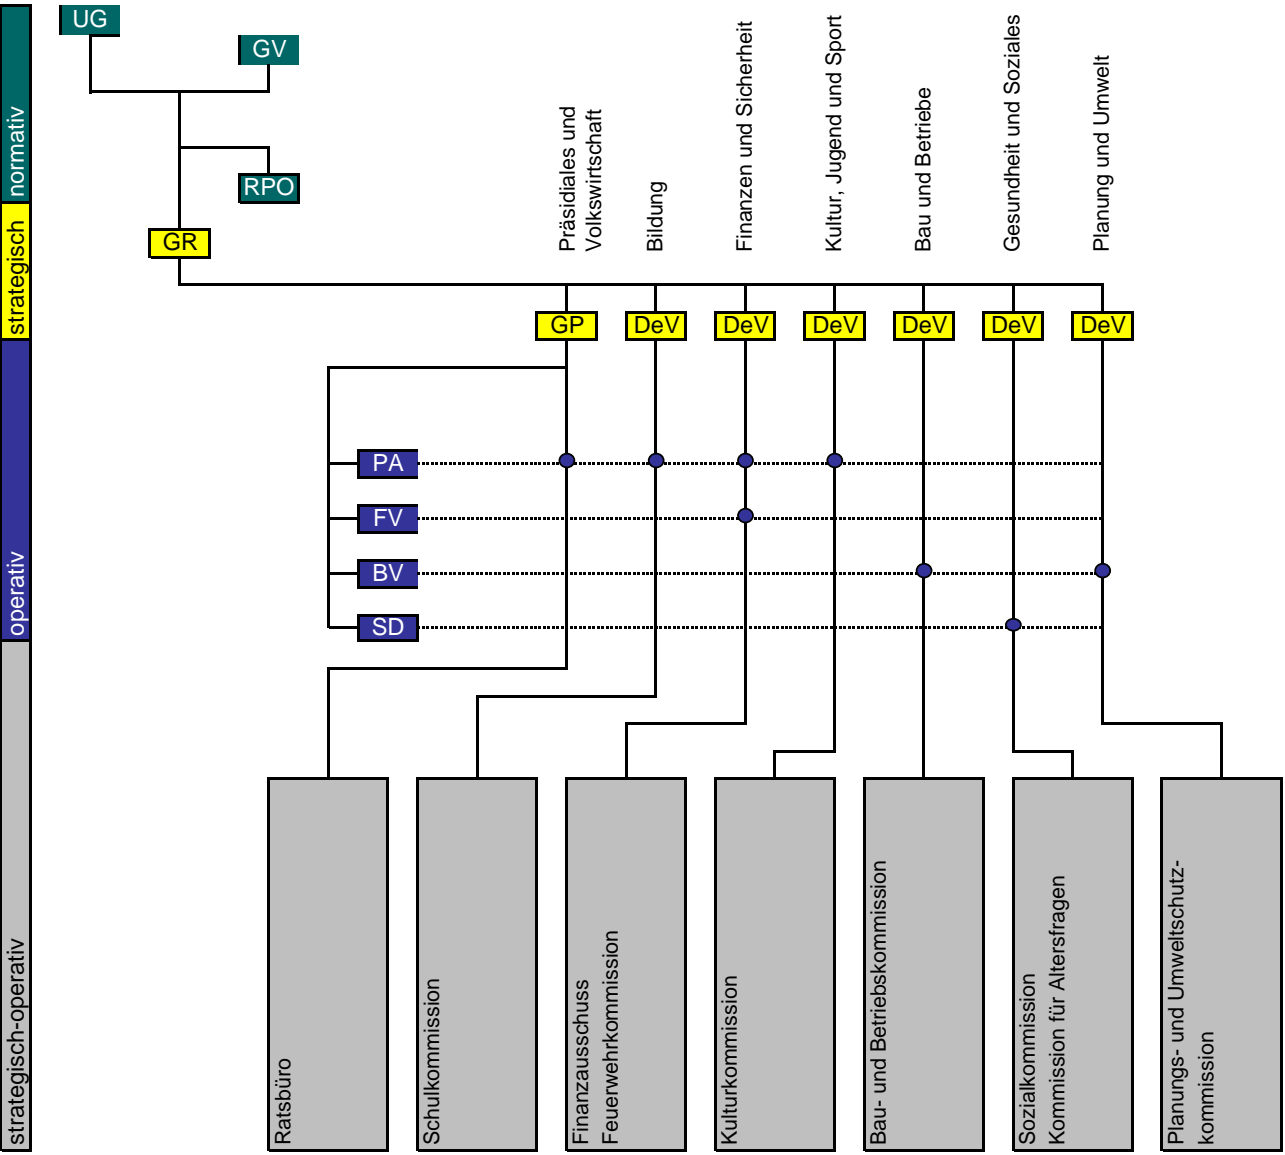 UG
GV
RPO
GR
normativ
strategisch
operativ
strategisch-operativ
Präsidiales und
Volkswirtschaft
Bildung
Finanzen und Sicherheit
Kultur, Jugend und Sport
Bau und Betriebe
Gesundheit und Soziales
Planung und Umwelt
GP
DeV
DeV
DeV
DeV
DeV
DeV
PA
FV
BV
SD
Ratsbüro
Schulkommission
Finanzausschuss
Feuerwehrkommission
Kulturkommission
Bau- und Betriebskommission
Sozialkommission
Kommission für Altersfragen
Planungs- und Umweltschutz-
kommission